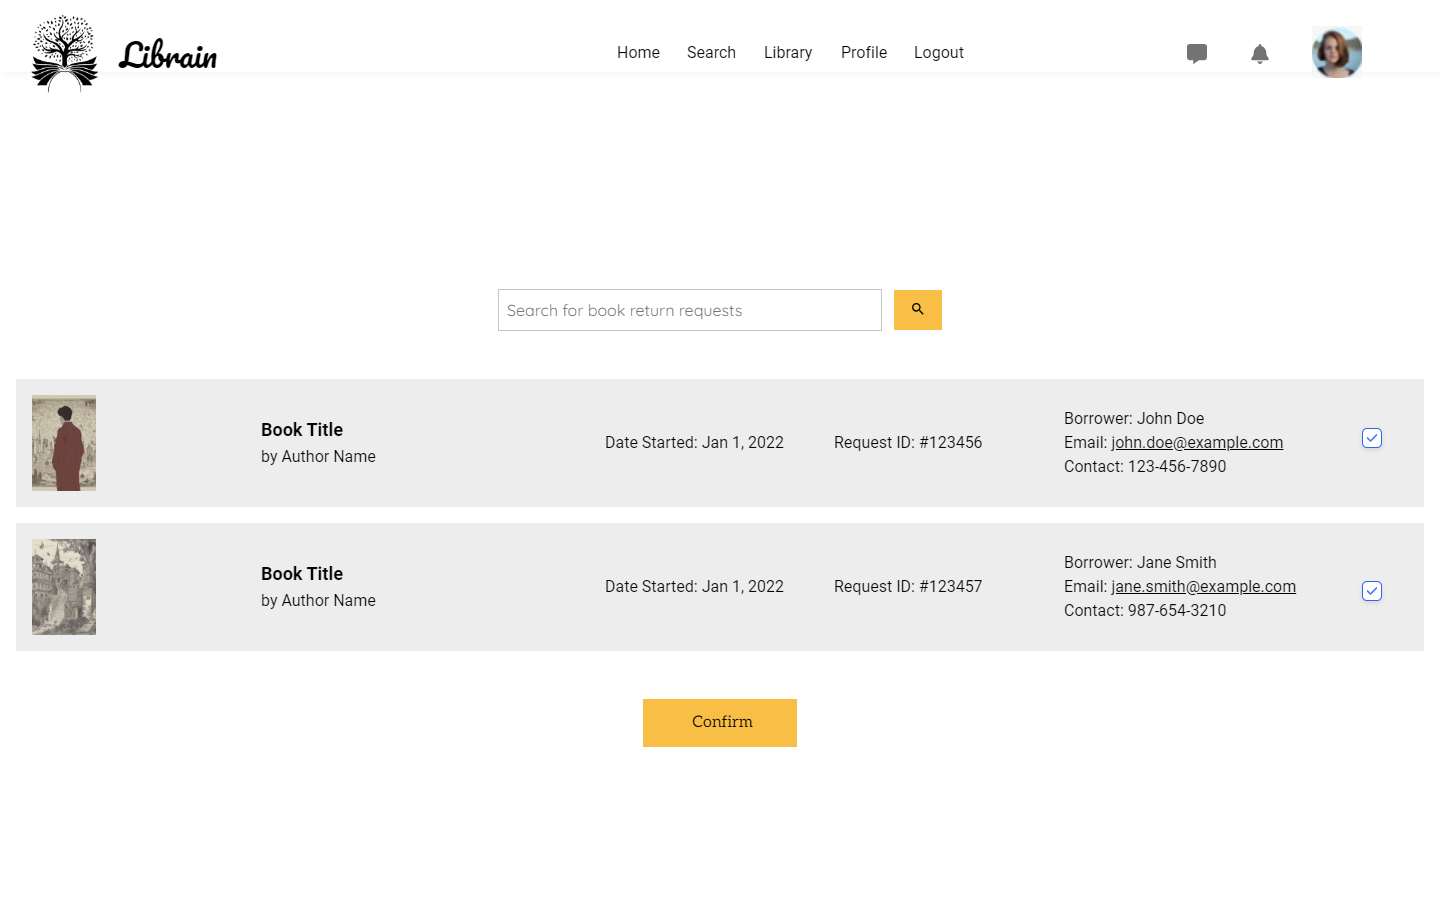 Librain
Home Search Library Profile Logout
Search for book return requests
Book Title
by Author Name
Date Started: Jan 1, 2022
Request ID: #123456
Borrower: John Doe
Email: john.doe@example.com
Contact: 123-456-7890
Book Title
by Author Name
Date Started: Jan 1, 2022
Request ID: #123457
Borrower: Jane Smith
Email: jane.smith@example.com
Contact: 987-654-3210
Confirm